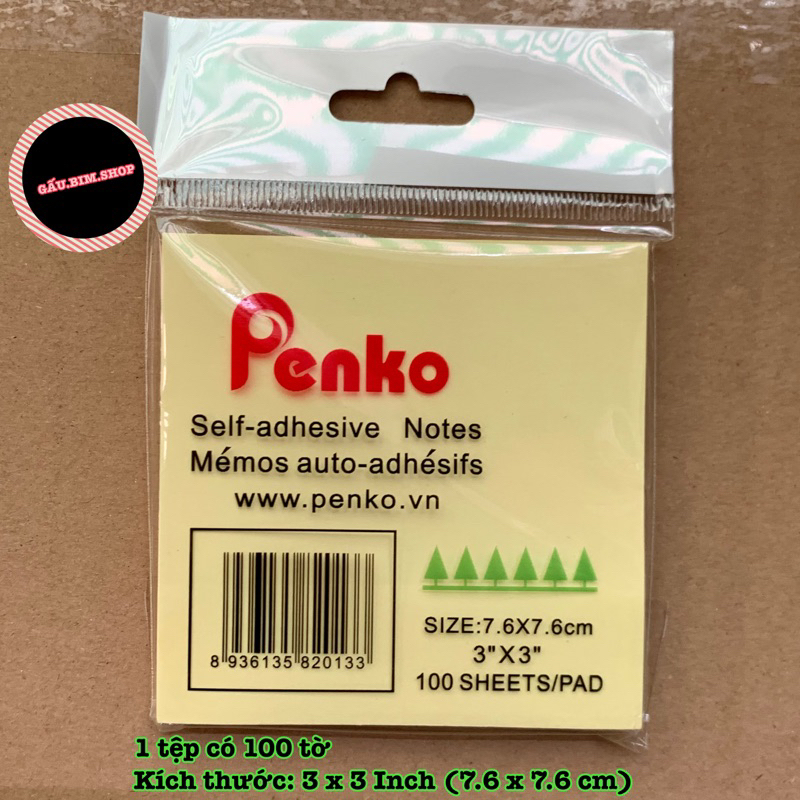 GẤU.BIM.SHOP
Penko
Self-adhesive Notes
Mémos auto-adhésifs
www.penko.vn
8 936135 820133
SIZE:7.6X7.6cm
3"X3"
100 SHEETS/PAD
1 tệp có 100 tờ
Kích thước: 3 x 3 Inch (7.6 x 7.6 cm)